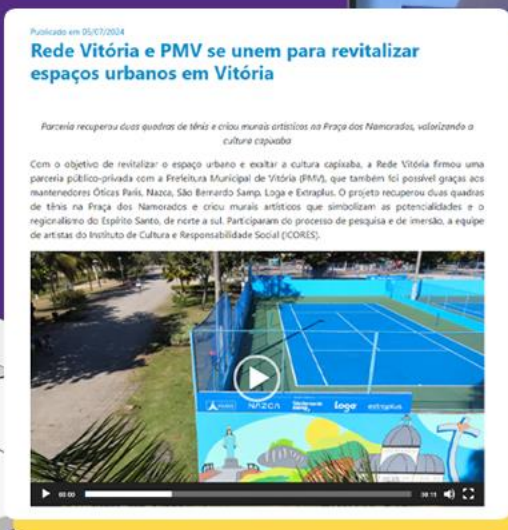 Publicado em 05/07/2024
Rede Vitória e PMV se unem para revitalizar
espaços urbanos em Vitória
Parceria recuperou duas quadras de tênis e criou murais artísticos na Praça dos Namorados, valorizando a
cultura capixaba
Com o objetivo de revitalizar o espaço urbano e exaltar a cultura capixaba, a Rede Vitória firmou uma
parceria público-privada com a Prefeitura Municipal de Vitória (PMV), que também foi possível graças aos
mantenedores Óticas Paris, Nazca, São Bernardo Samp, Loga e Extraplus. O projeto recuperou duas quadras
de tênis na Praça dos Namorados e criou murais artísticos que simbolizam as potencialidades e o
regionalismo do Espírito Santo, de norte a sul. Participaram do processo de pesquisa e de imersão, a equipe
de artistas do Instituto de Cultura e Responsabilidade Social (ICORES).
PARIS NAZCA Loga extraplus
00:00